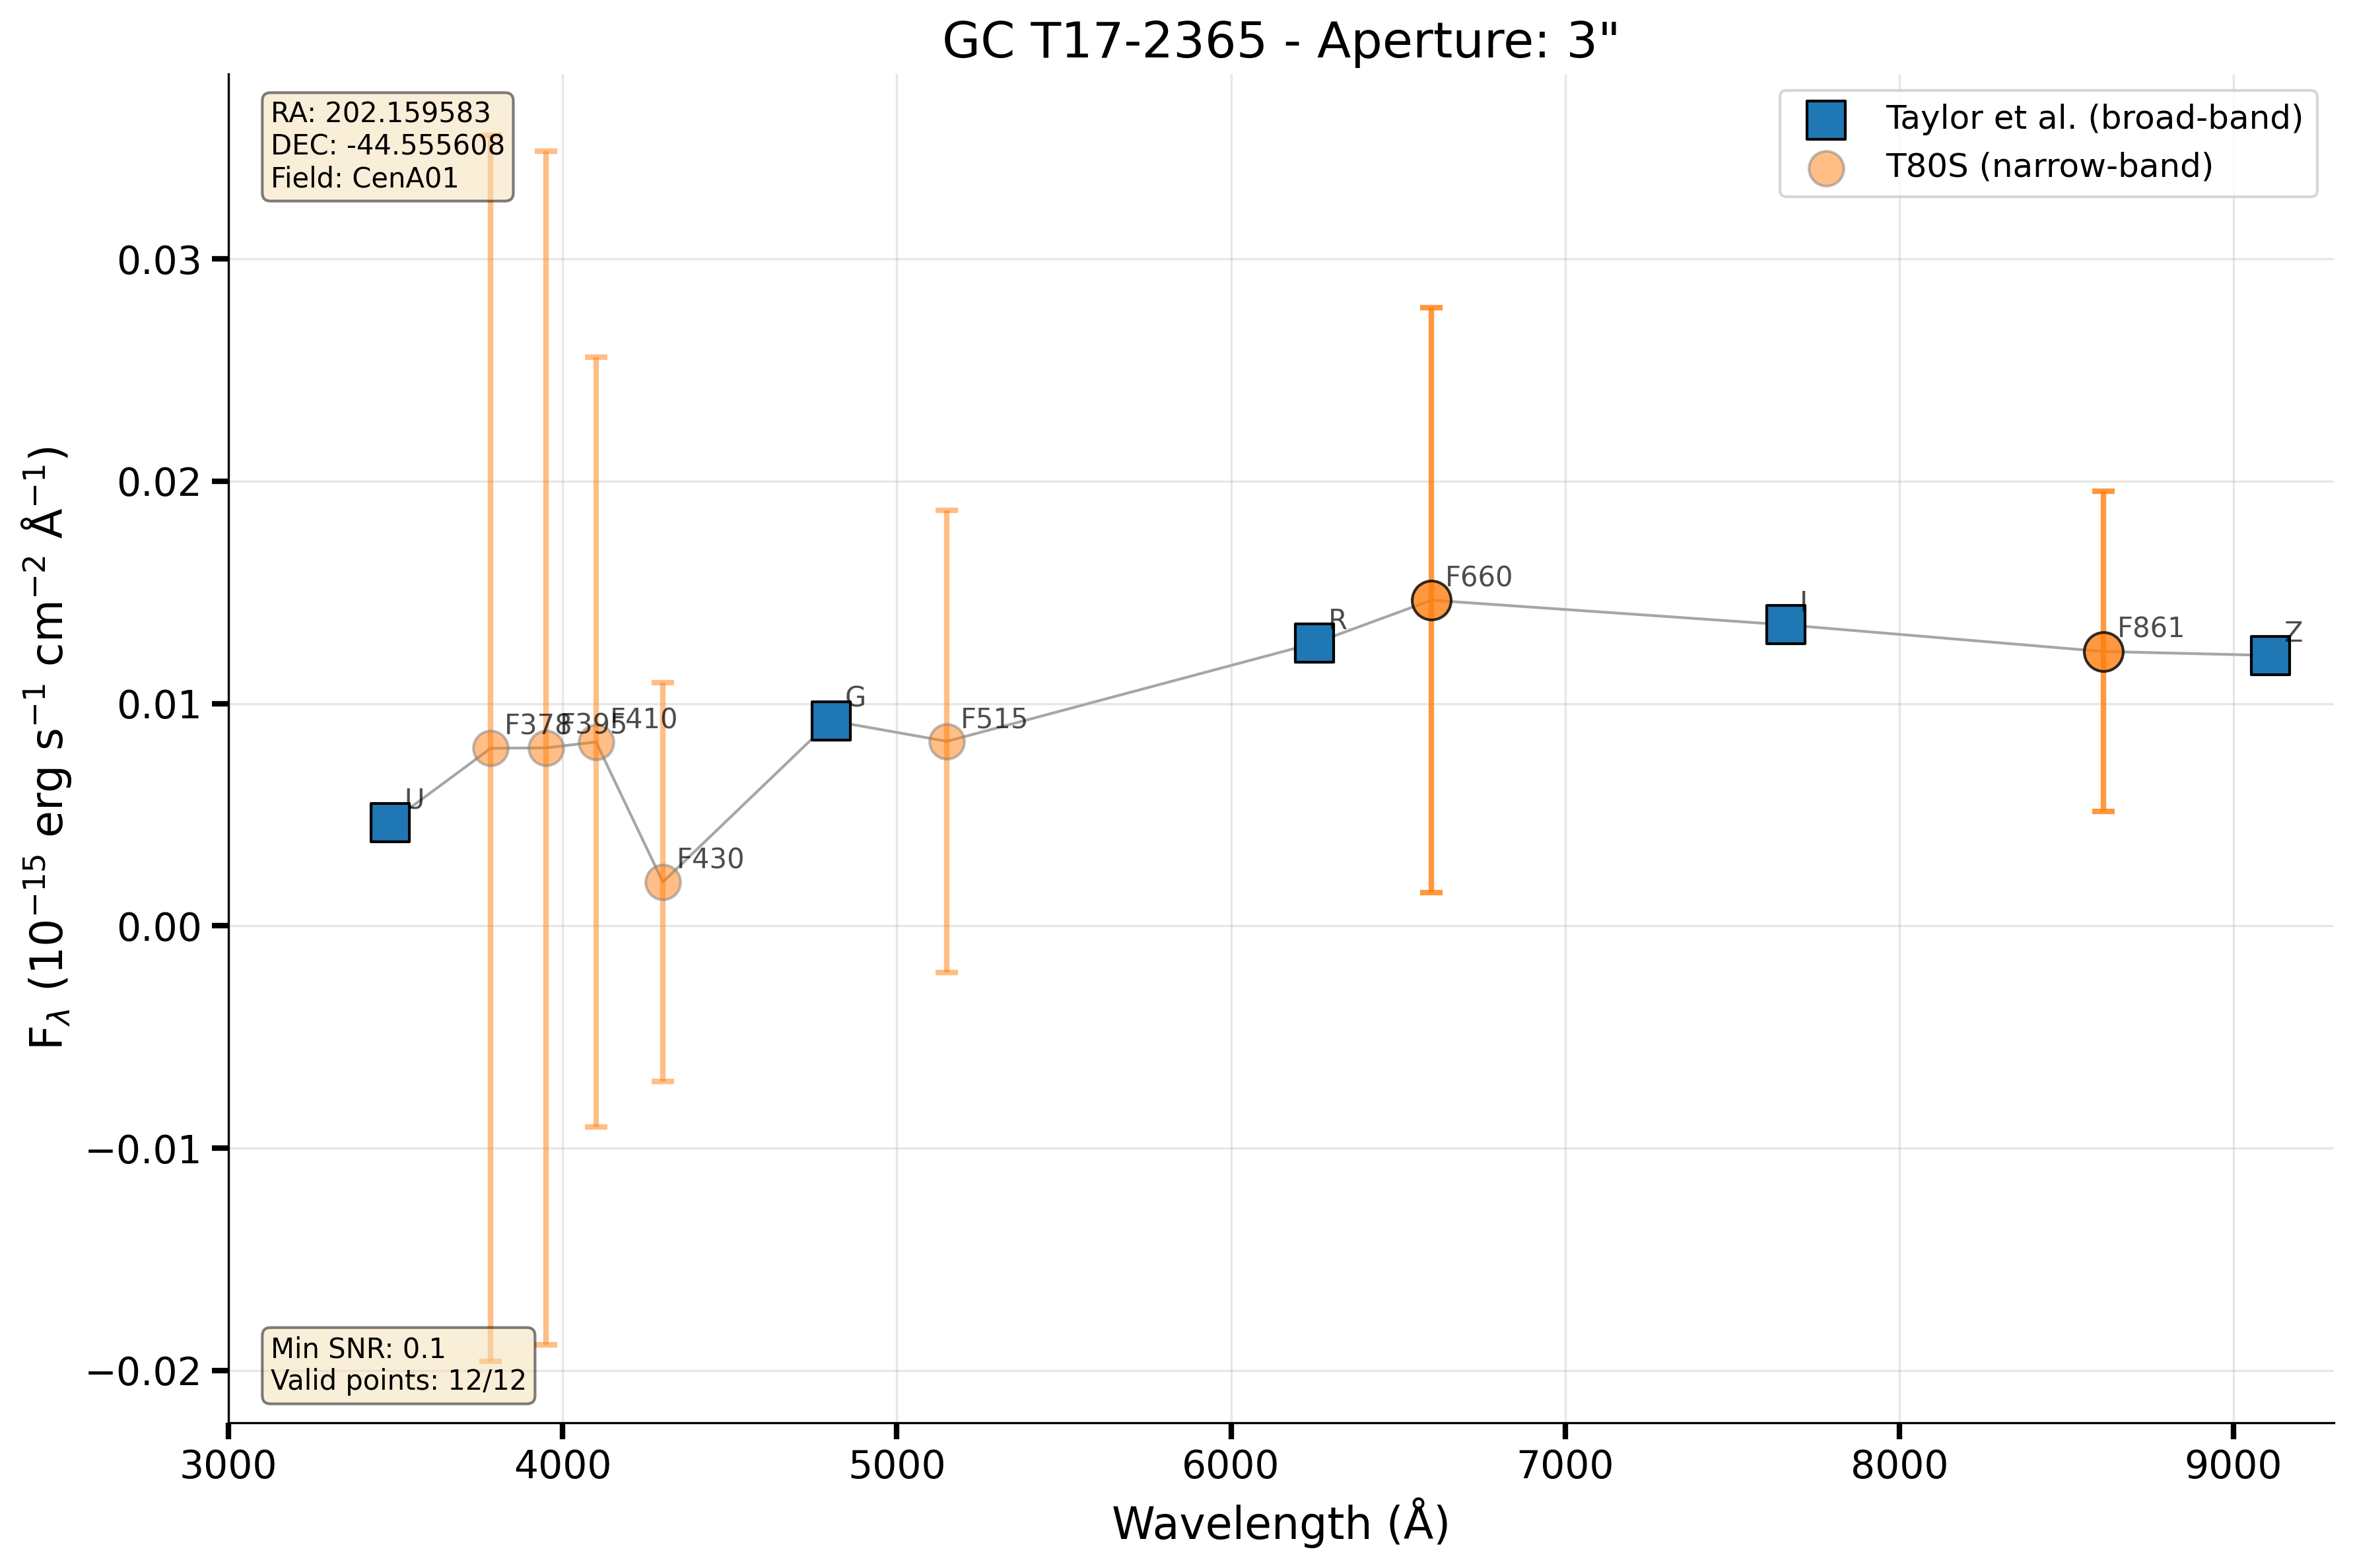 GC T17-2365 - Aperture: 3"
RA: 202.159583
DEC: -44.555608
Field: CenA01
Taylor et al. (broad-band)
T80S (narrow-band)
0.03
0.02
0.01
0.00
−0.01
−0.02
F_λ (10⁻¹⁵ erg s⁻¹ cm⁻² Å⁻¹)
U
F378
F395
F410
F430
G
F515
R
F660
I
F861
Z
Min SNR: 0.1
Valid points: 12/12
3000 4000 5000 6000 7000 8000 9000
Wavelength (Å)